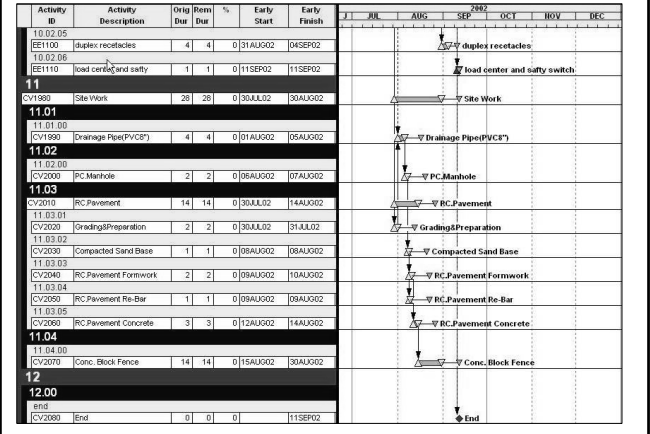 Activity Activity Orig Rem % Early Early 2002
ID Description Dur Dur Start Finish J JUL AUG SEP OCT NOV DEC
10.02.05
EE1100 duplex recetacles 4 4 0 31AUG02 04SEP02 duplex recetacles
10.02.06
EE1110 load center and safty 1 1 0 11SEP02 11SEP02 load center and safty switch
11
CV1980 Site Work 28 28 0 30JUL02 30AUG02 Site Work
11.01
11.01.00
CV1990 Drainage Pipe(PVC8") 4 4 0 01AUG02 05AUG02 Drainage Pipe(PVC8")
11.02
11.02.00
CV2000 PC.Manhole 2 2 0 06AUG02 07AUG02 PC.Manhole
11.03
CV2010 RC.Pavement 14 14 0 30JUL02 14AUG02 RC.Pavement
11.03.01
CV2020 Grading&Preparation 2 2 0 30JUL02 31JUL02 Grading&Preparation
11.03.02
CV2030 Compacted Sand Base 1 1 0 08AUG02 08AUG02 Compacted Sand Base
11.03.03
CV2040 RC.Pavement Formwork 2 2 0 09AUG02 10AUG02 RC.Pavement Formwork
11.03.04
CV2050 RC.Pavement Re-Bar 1 1 0 09AUG02 09AUG02 RC.Pavement Re-Bar
11.03.05
CV2060 RC.Pavement Concrete 3 3 0 12AUG02 14AUG02 RC.Pavement Concrete
11.04
11.04.00
CV2070 Conc. Block Fence 14 14 0 15AUG02 30AUG02 Conc. Block Fence
12
12.00
end
CV2080 End 0 0 0 11SEP02 End